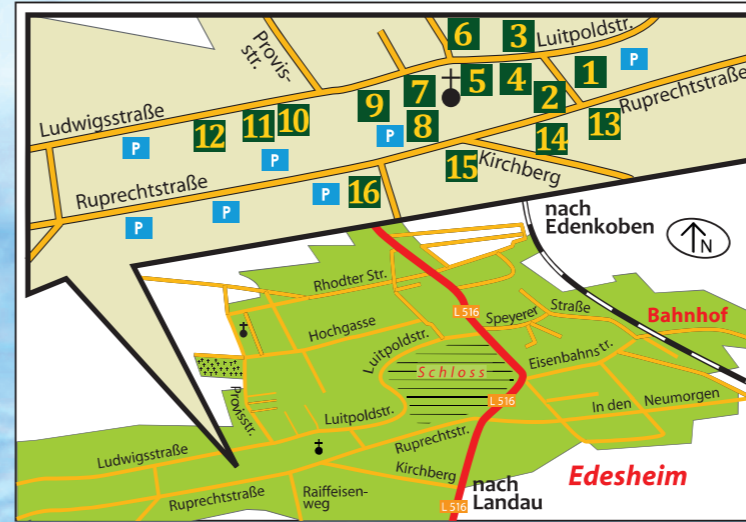 6
3
Luitpoldstr.
Provis-
str.
1
P
7
5
4
2
Ruprechtstraße
Ludwigsstraße
12
11
10
9
8
P
13
14
P
P
15
Kirchberg
Ruprechtstraße
16
P
P
P
nach
Edenkoben
N
Rhodter Str.
L 516
Speyerer
Straße
Bahnhof
Hochgasse
Luitpoldstr.
Eisenbahnstr.
Schloss
Provisstr.
L 516
In den
Neumorgen
Luitpoldstr.
Ruprechtstr.
Ludwigsstraße
Kirchberg
Edesheim
Ruprechtstraße
Raiffeisen-
weg
nach
Landau
L 516